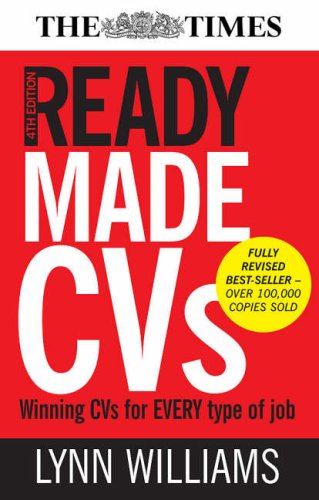 THE TIMES
4TH EDITION
READY
MADE
CVs
FULLY
REVISED
BEST-SELLER –
OVER 100,000
COPIES SOLD
Winning CVs for EVERY type of job
LYNN WILLIAMS